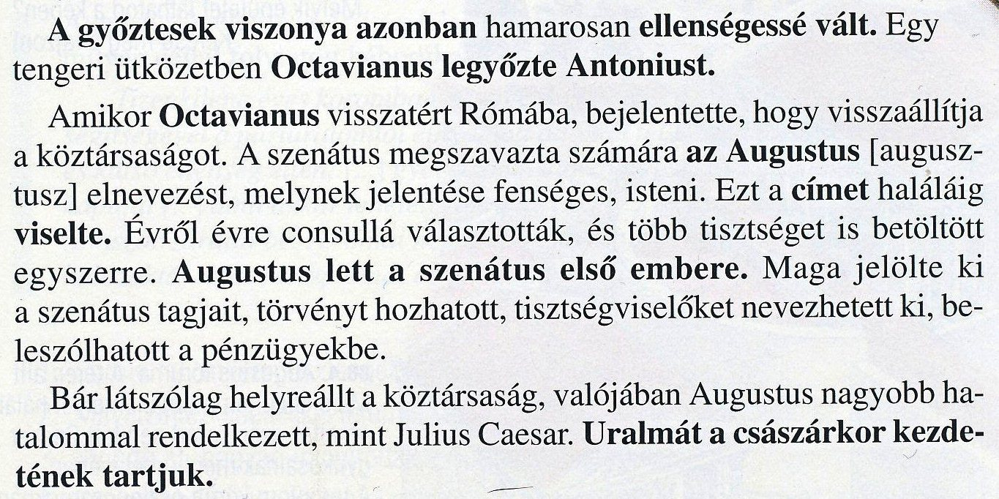 A győztesek viszonya azonban hamarosan ellenségessé vált. Egy
tengeri ütközetben Octavianus legyőzte Antoniust.
Amikor Octavianus visszatért Rómába, bejelentette, hogy visszaállítja
a köztársaságot. A szenátus megszavazta számára az Augustus [augusz-
tusz] elnevezést, melynek jelentése fenséges, isteni. Ezt a címet haláláig
viselte. Évről évre consullá választották, és több tisztséget is betöltött
egyszerre. Augustus lett a szenátus első embere. Maga jelölte ki
a szenátus tagjait, törvényt hozhatott, tisztségviselőket nevezhetett ki, be-
leszólhatott a pénzügyekbe.
Bár látszólag helyreállt a köztársaság, valójában Augustus nagyobb ha-
talommal rendelkezett, mint Julius Caesar. Uralmát a császárkor kezde-
tének tartjuk.